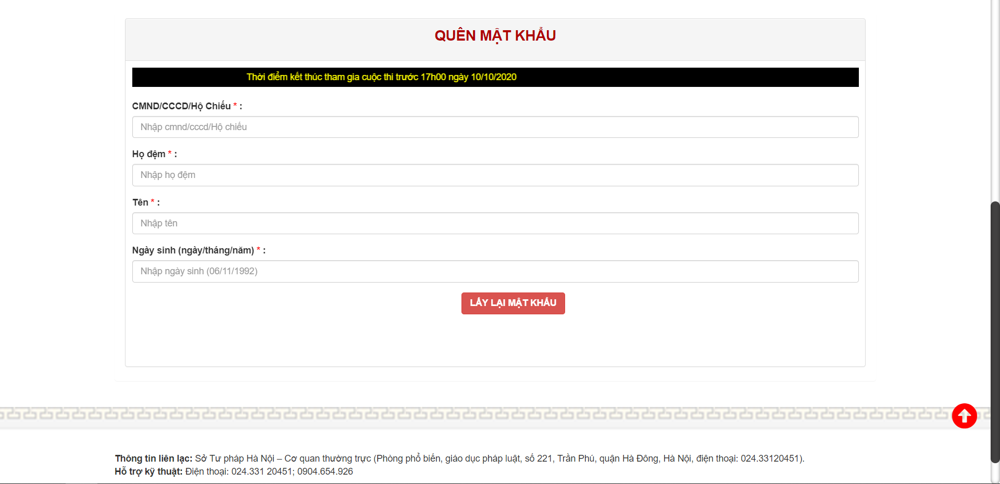 QUÊN MẬT KHẨU
Thời điểm kết thúc tham gia cuộc thi trước 17h00 ngày 10/10/2020
CMND/CCCD/Hộ Chiếu * :
Nhập cmnd/cccd/Hộ chiếu
Họ đệm * :
Nhập họ đệm
Tên * :
Nhập tên
Ngày sinh (ngày/tháng/năm) * :
Nhập ngày sinh (06/11/1992)
LẤY LẠI MẬT KHẨU
Thông tin liên lạc: Sở Tư pháp Hà Nội – Cơ quan thường trực (Phòng phổ biến, giáo dục pháp luật, số 221, Trần Phú, quận Hà Đông, Hà Nội, điện thoại: 024.33120451).
Hỗ trợ kỹ thuật: Điện thoại: 024.331 20451; 0904.654.926